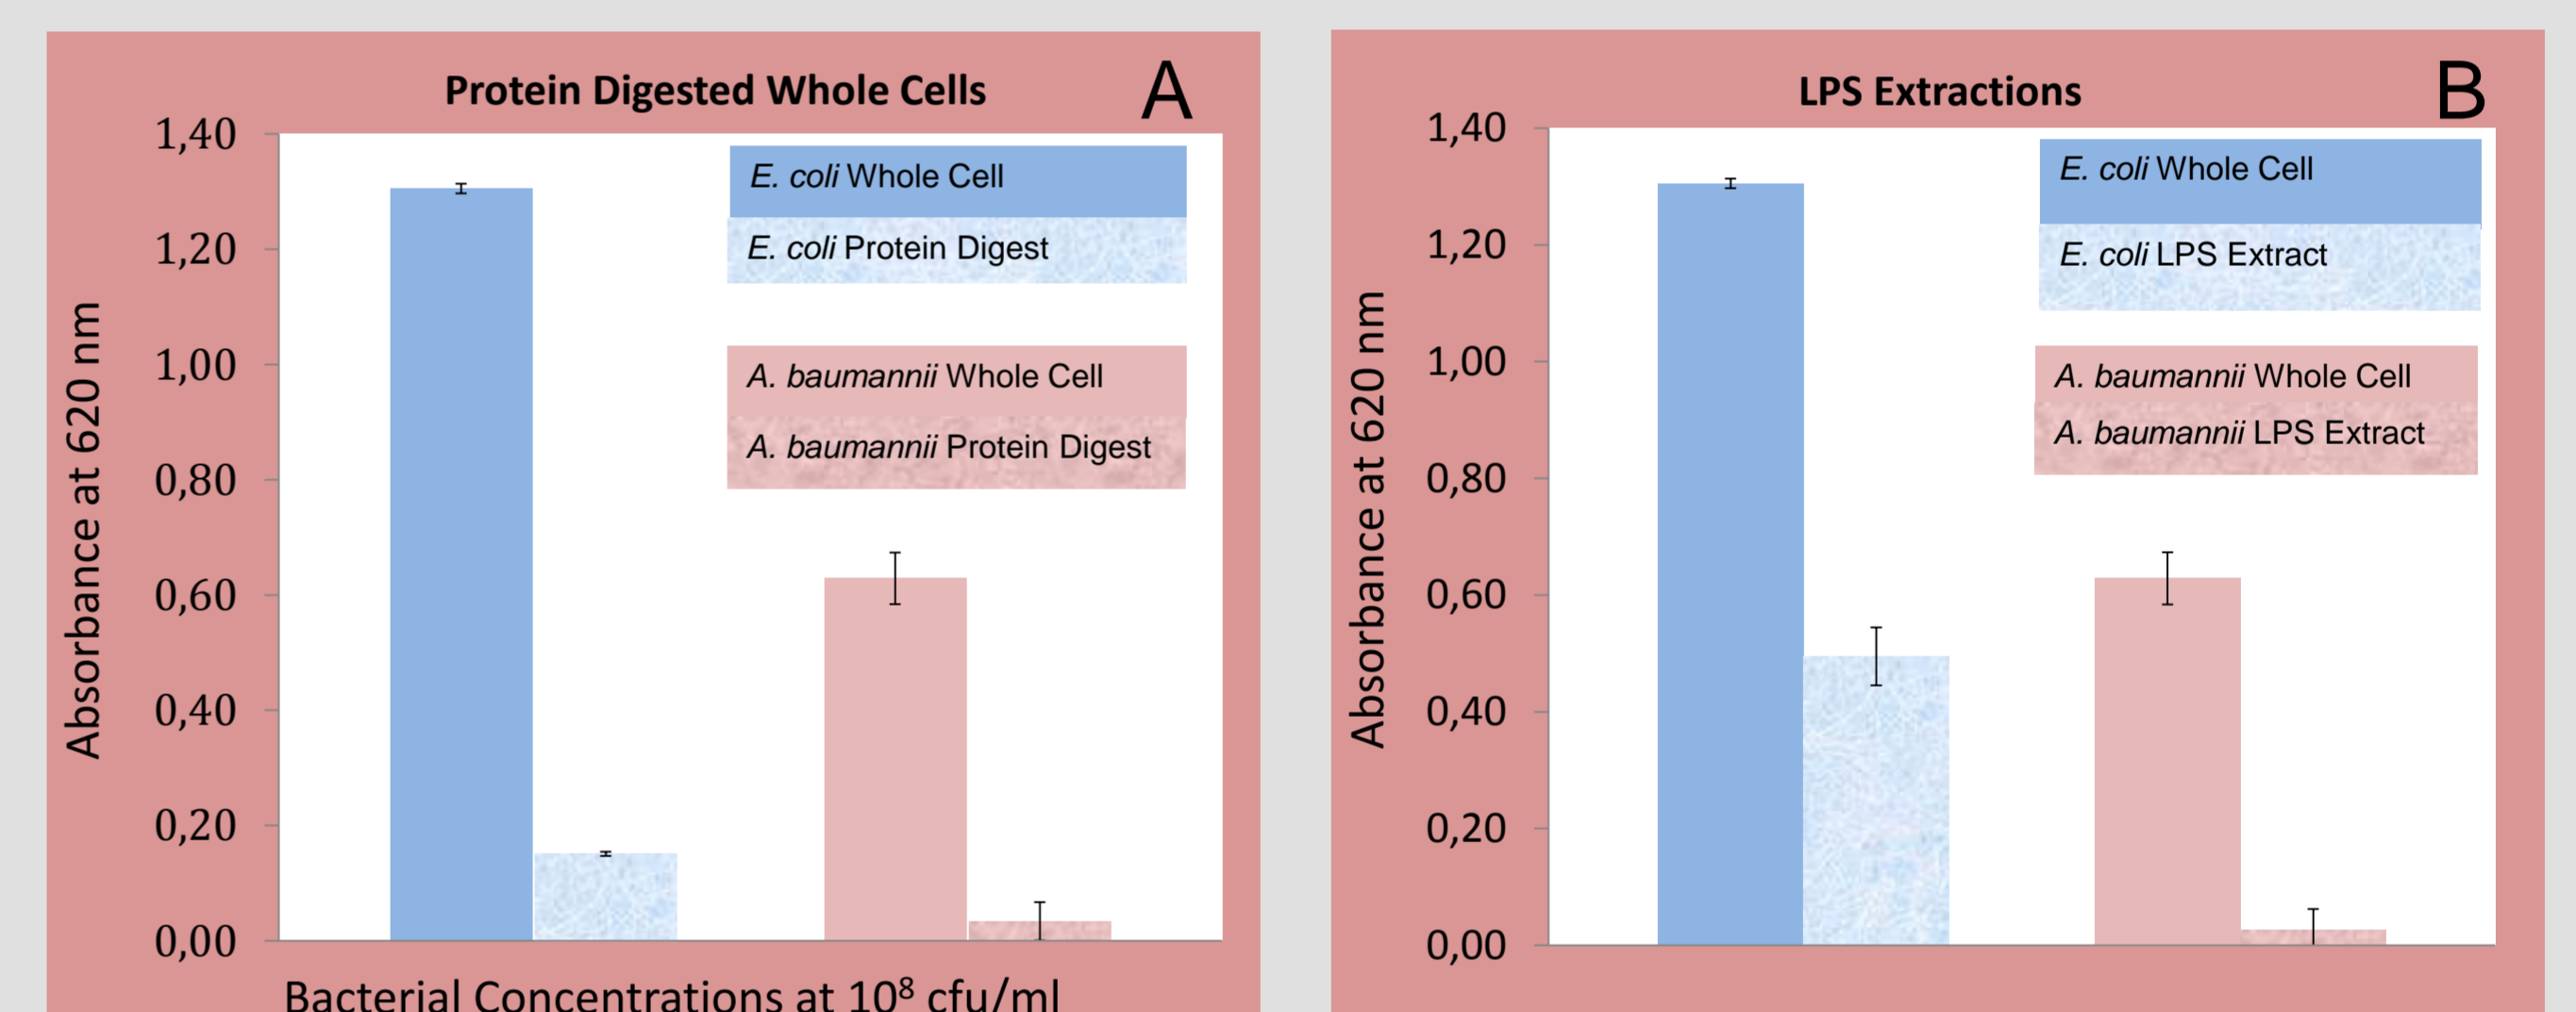 Protein Digested Whole Cells
A
1,40
1,20
1,00
0,80
0,60
0,40
0,20
0,00
Absorbance at 620 nm
E. coli Whole Cell
E. coli Protein Digest
A. baumannii Whole Cell
A. baumannii Protein Digest
Bacterial Concentrations at 10⁸ cfu/ml
LPS Extractions
B
1,40
1,20
1,00
0,80
0,60
0,40
0,20
0,00
Absorbance at 620 nm
E. coli Whole Cell
E. coli LPS Extract
A. baumannii Whole Cell
A. baumannii LPS Extract